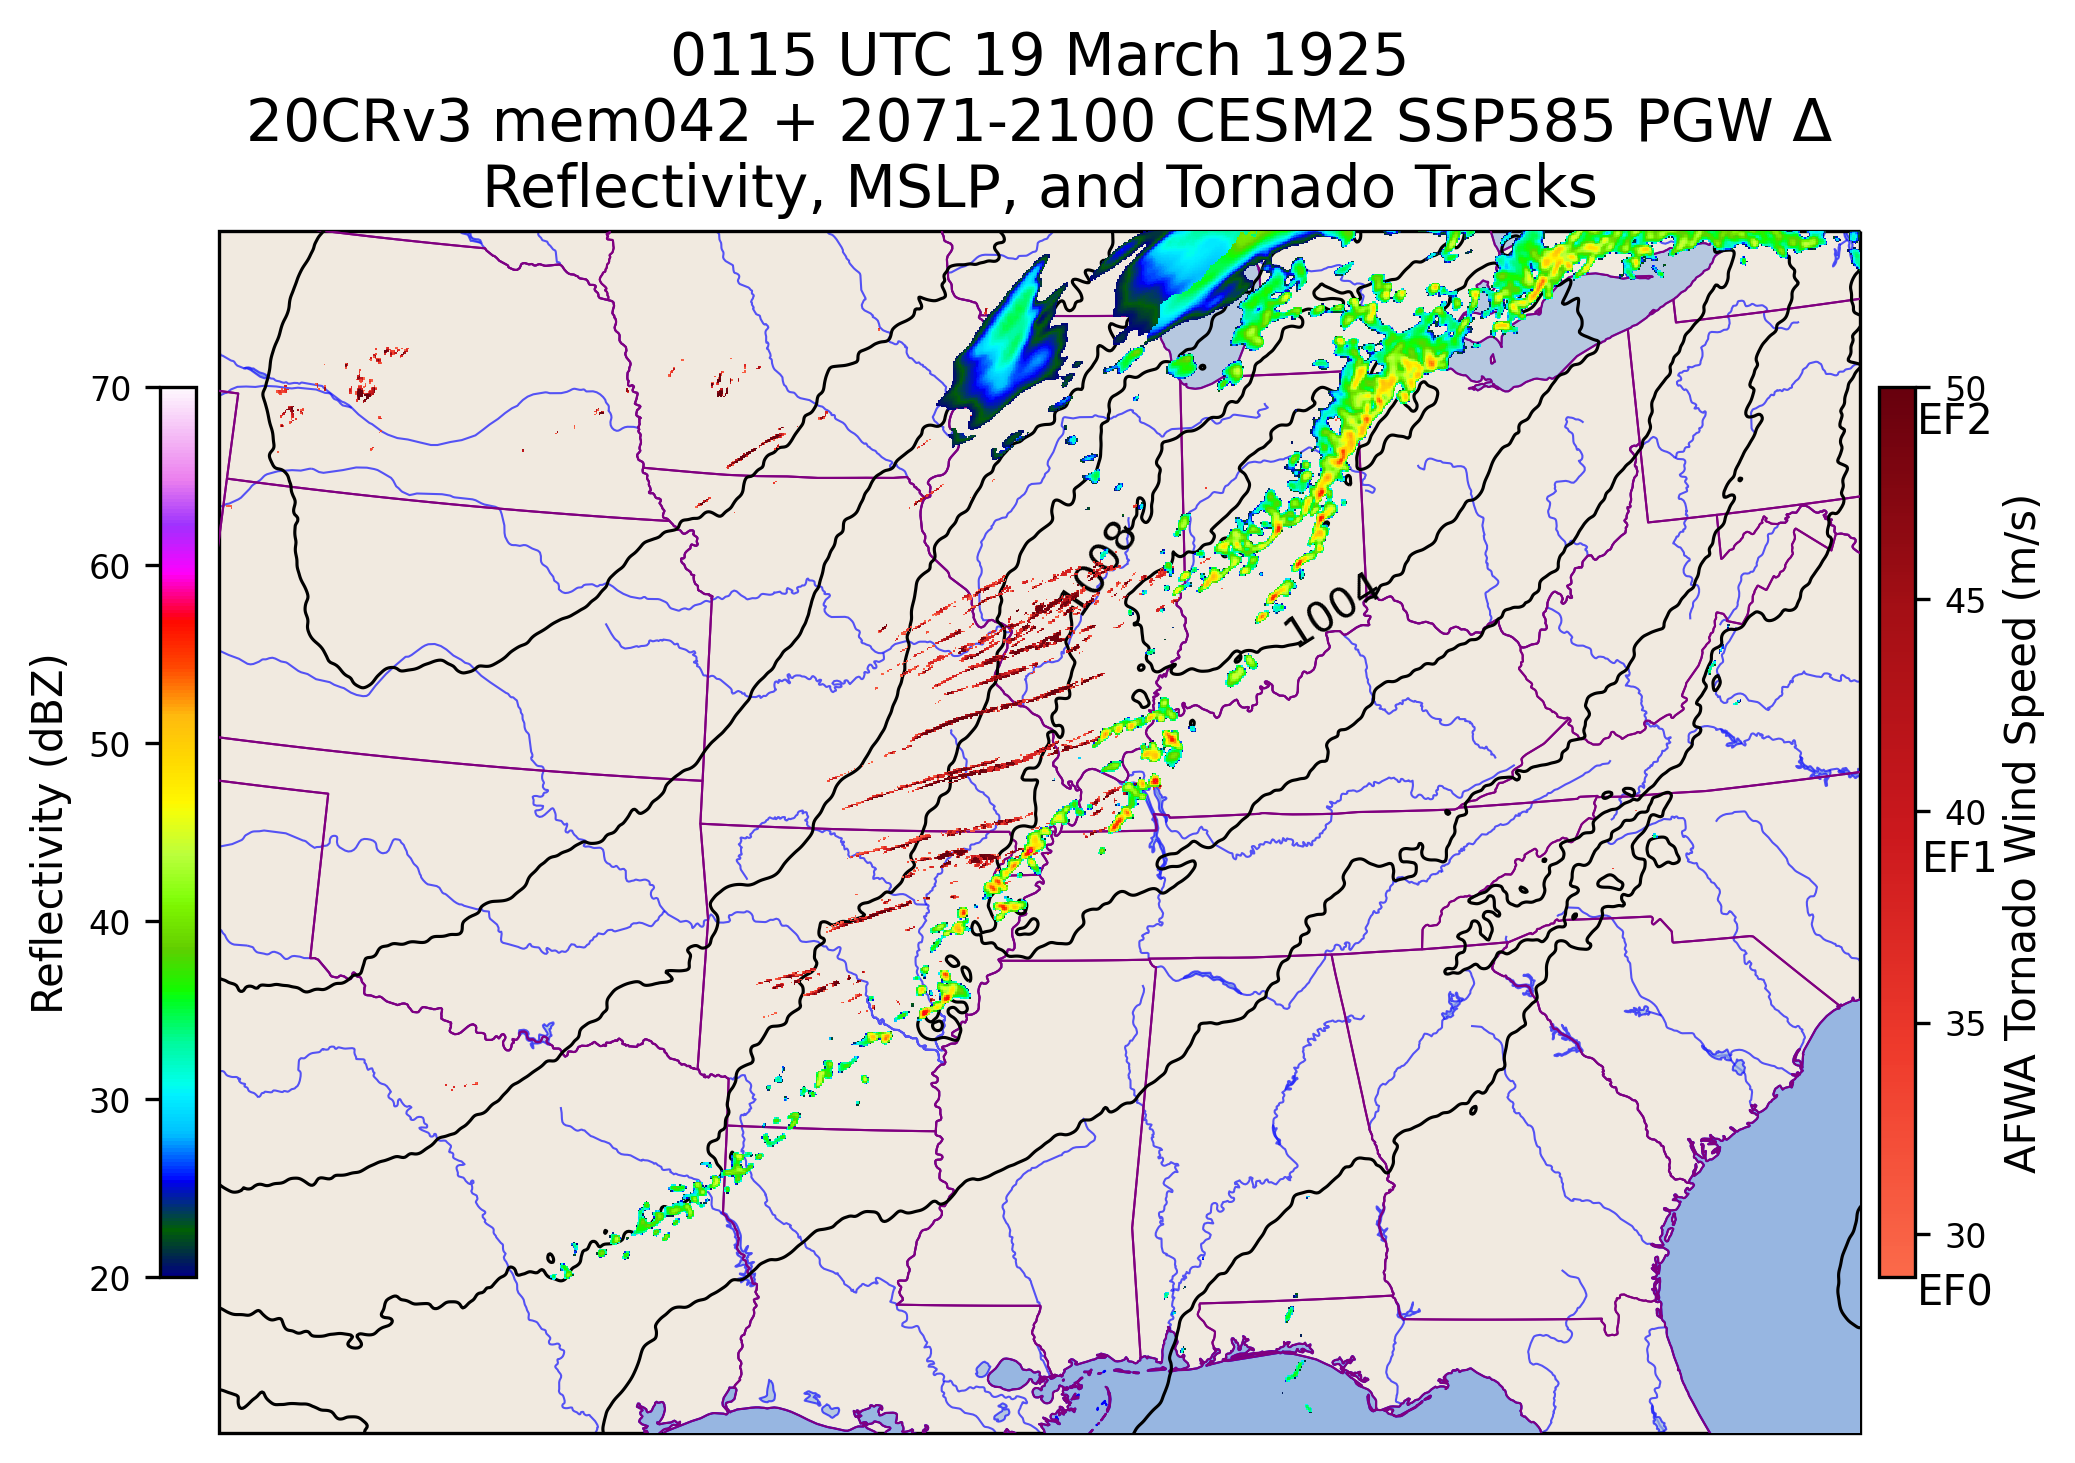 0115 UTC 19 March 1925
20CRv3 mem042 + 2071-2100 CESM2 SSP585 PGW Δ
Reflectivity, MSLP, and Tornado Tracks
Reflectivity (dBZ)
70
60
50
40
30
20
1008
1004
50
EF2
45
40
EF1
35
30
EF0
AFWA Tornado Wind Speed (m/s)